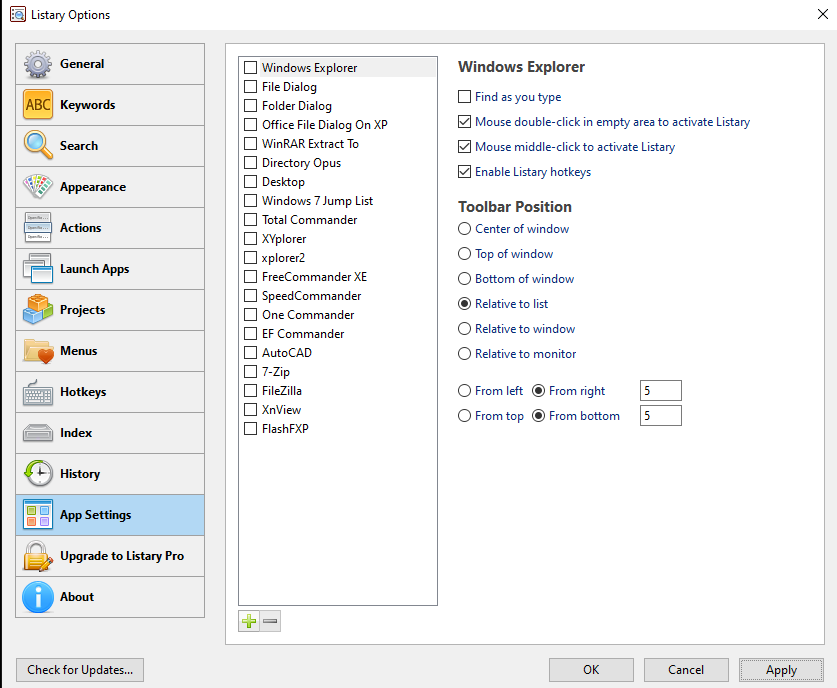 Listary Options
General
ABC Keywords
Search
Appearance
Actions
Launch Apps
Projects
Menus
Hotkeys
Index
History
App Settings
Upgrade to Listary Pro
About
Windows Explorer
File Dialog
Folder Dialog
Office File Dialog On XP
WinRAR Extract To
Directory Opus
Desktop
Windows 7 Jump List
Total Commander
XYplorer
xplorer2
FreeCommander XE
SpeedCommander
One Commander
EF Commander
AutoCAD
7-Zip
FileZilla
XnView
FlashFXP
Windows Explorer
Find as you type
Mouse double-click in empty area to activate Listary
Mouse middle-click to activate Listary
Enable Listary hotkeys
Toolbar Position
Center of window
Top of window
Bottom of window
Relative to list
Relative to window
Relative to monitor
From left From right 5
From top From bottom 5
Check for Updates... OK Cancel Apply